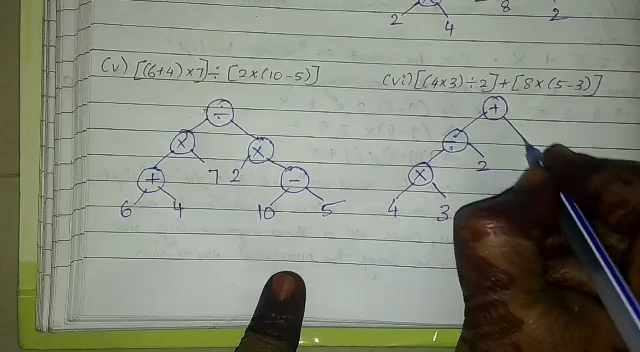 8
2 4 2
(v) [(6+4)×7]÷[2×(10-5)] (vi) [(4×3)÷2]+[8×(5-3)]
÷ +
× × ÷
7 2 2
+ - ×
6 4 10 5 4 3